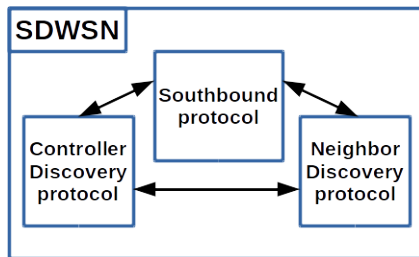 SDWSN
Southbound
protocol
Controller
Discovery
protocol
Neighbor
Discovery
protocol